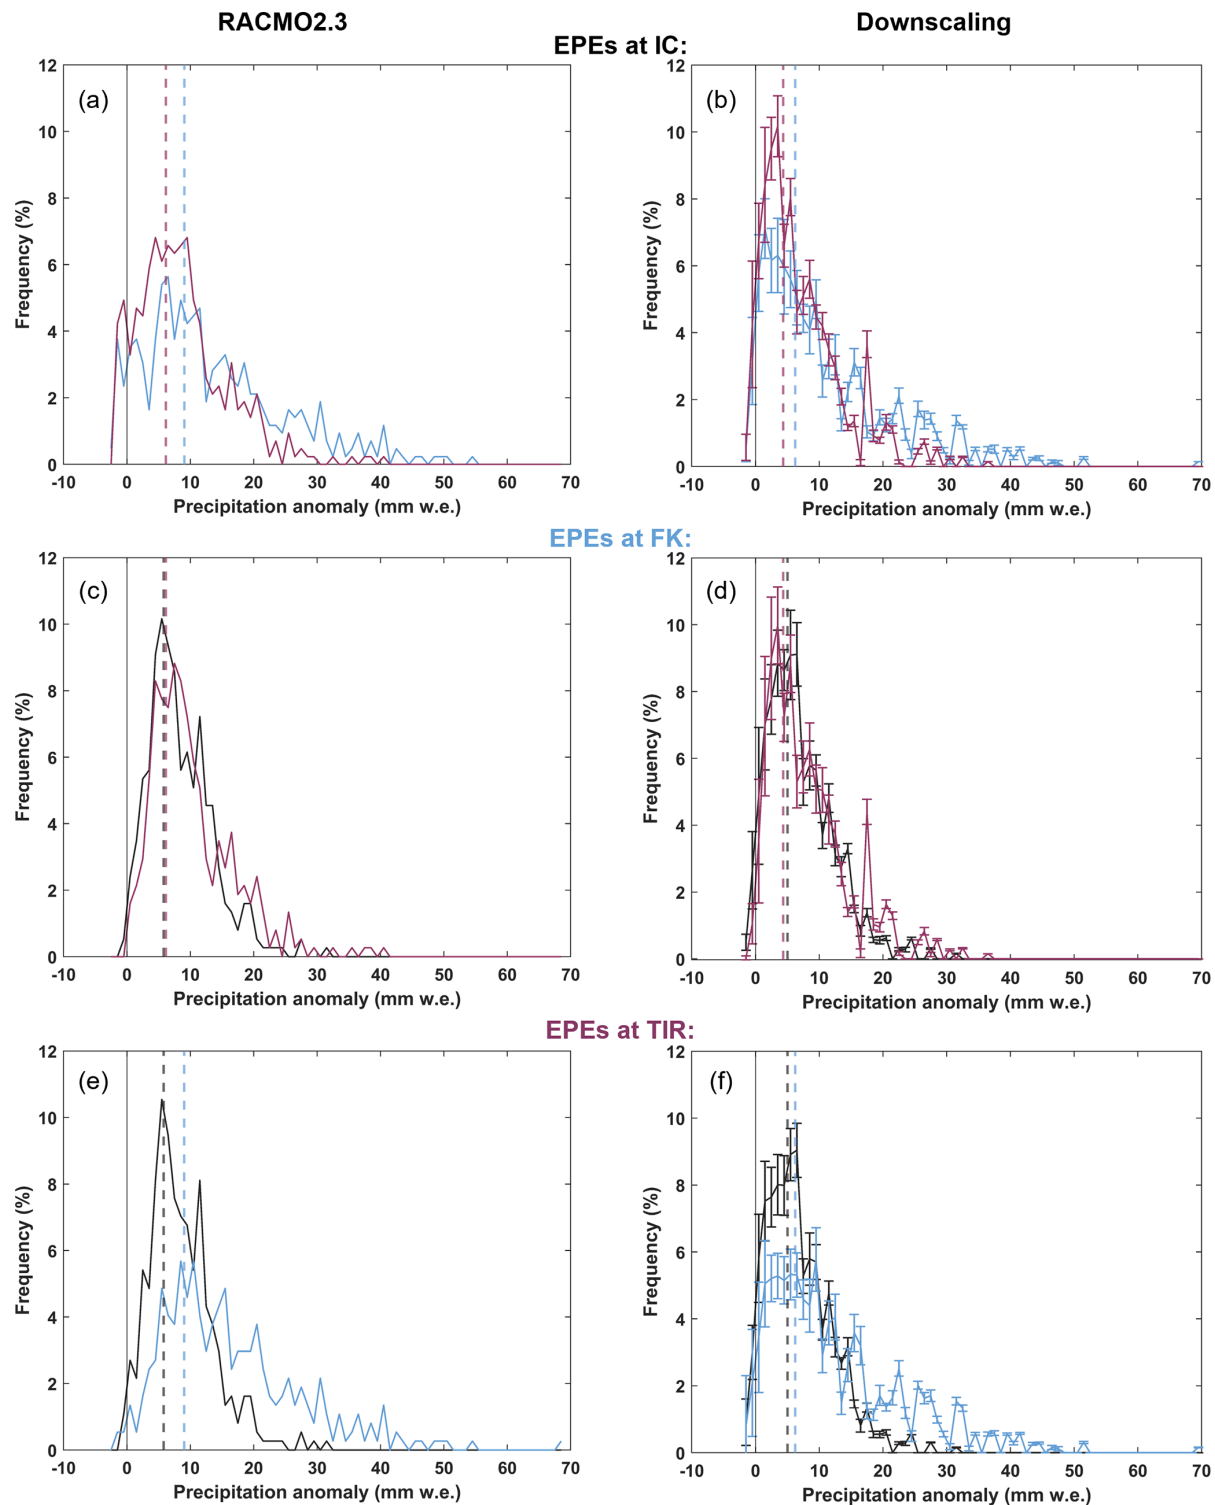 RACMO2.3
Downscaling
EPEs at IC:
(a)
12
10
8
6
4
2
0
Frequency (%)
-10 0 10 20 30 40 50 60 70
Precipitation anomaly (mm w.e.)
(b)
12
10
8
6
4
2
0
Frequency (%)
-10 0 10 20 30 40 50 60 70
Precipitation anomaly (mm w.e.)
EPEs at FK:
(c)
12
10
8
6
4
2
0
Frequency (%)
-10 0 10 20 30 40 50 60 70
Precipitation anomaly (mm w.e.)
(d)
12
10
8
6
4
2
0
Frequency (%)
-10 0 10 20 30 40 50 60 70
Precipitation anomaly (mm w.e.)
EPEs at TIR:
(e)
12
10
8
6
4
2
0
Frequency (%)
-10 0 10 20 30 40 50 60 70
Precipitation anomaly (mm w.e.)
(f)
12
10
8
6
4
2
0
Frequency (%)
-10 0 10 20 30 40 50 60 70
Precipitation anomaly (mm w.e.)